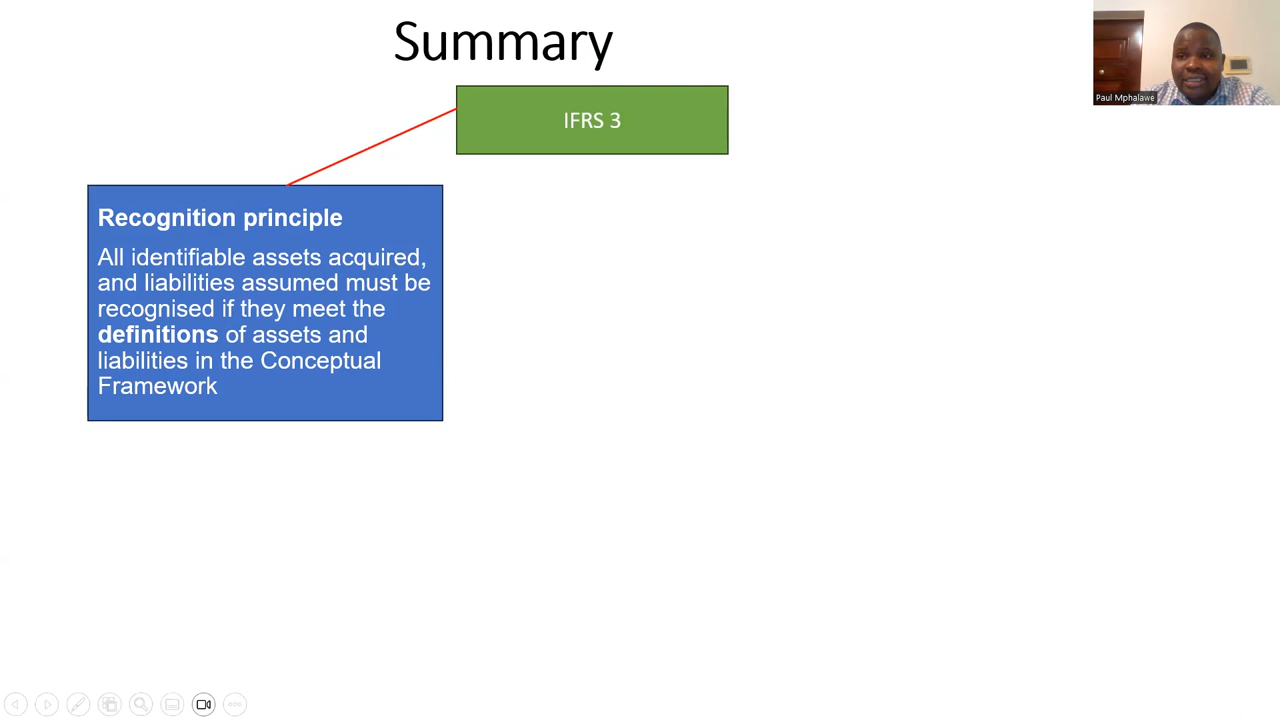 Summary
Paul Mphalawe
IFRS 3
Recognition principle
All identifiable assets acquired,
and liabilities assumed must be
recognised if they meet the
definitions of assets and
liabilities in the Conceptual
Framework